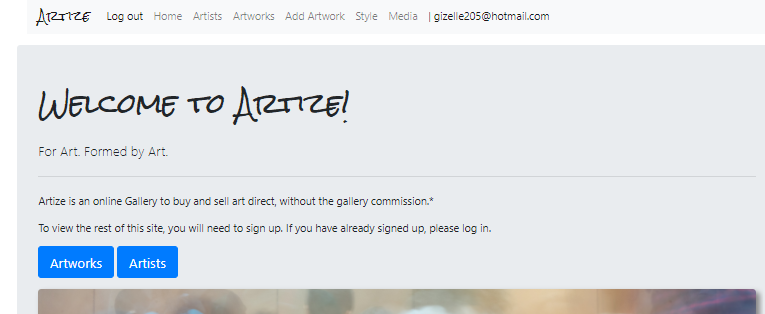 Artize Log out Home Artists Artworks Add Artwork Style Media | gizelle205@hotmail.com
Welcome to Artize!
For Art. Formed by Art.
Artize is an online Gallery to buy and sell art direct, without the gallery commission.*
To view the rest of this site, you will need to sign up. If you have already signed up, please log in.
Artworks Artists